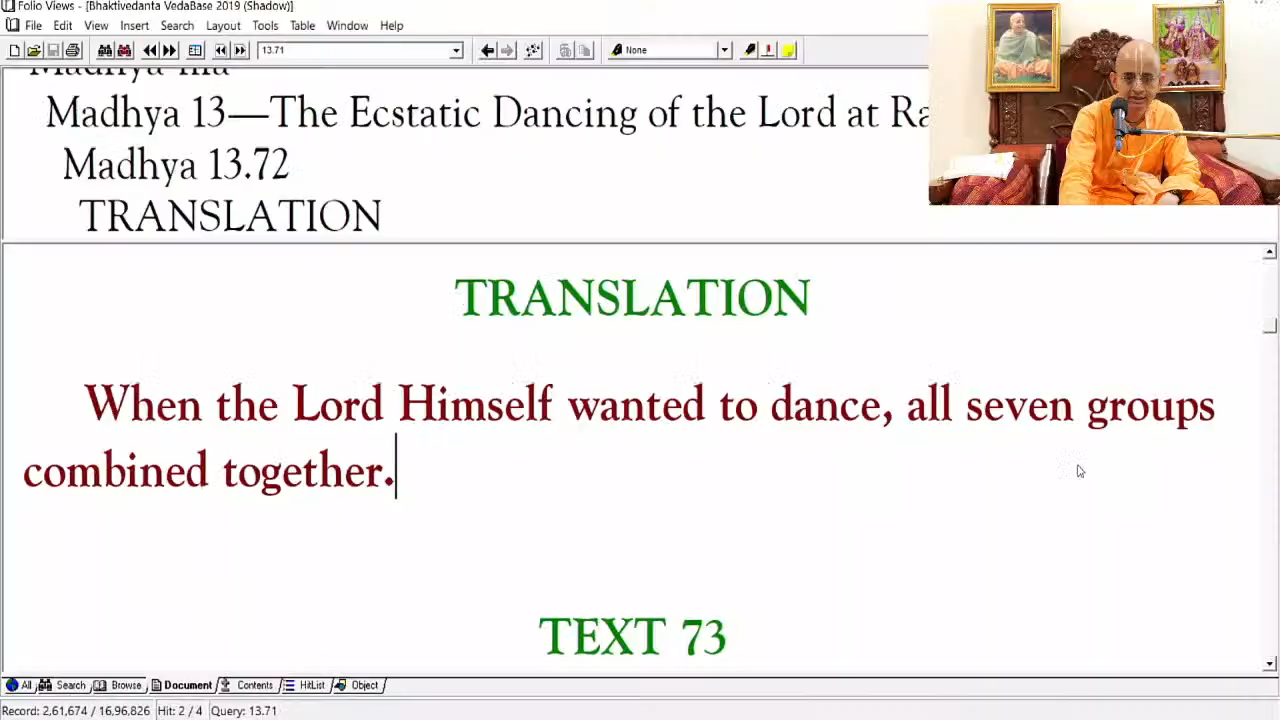 Folio Views - [Bhaktivedanta VedaBase 2019 (Shadow)]
File Edit View Insert Search Layout Tools Table Window Help
13.71 None
Madhya 13—The Ecstatic Dancing of the Lord at
Madhya 13.72
TRANSLATION
TRANSLATION
When the Lord Himself wanted to dance, all seven groups
combined together.
TEXT 73
All Search Browse Document Contents HitList Object
Record: 2,61,674 / 16,96,826 Hit: 2 / 4 Query: 13.71